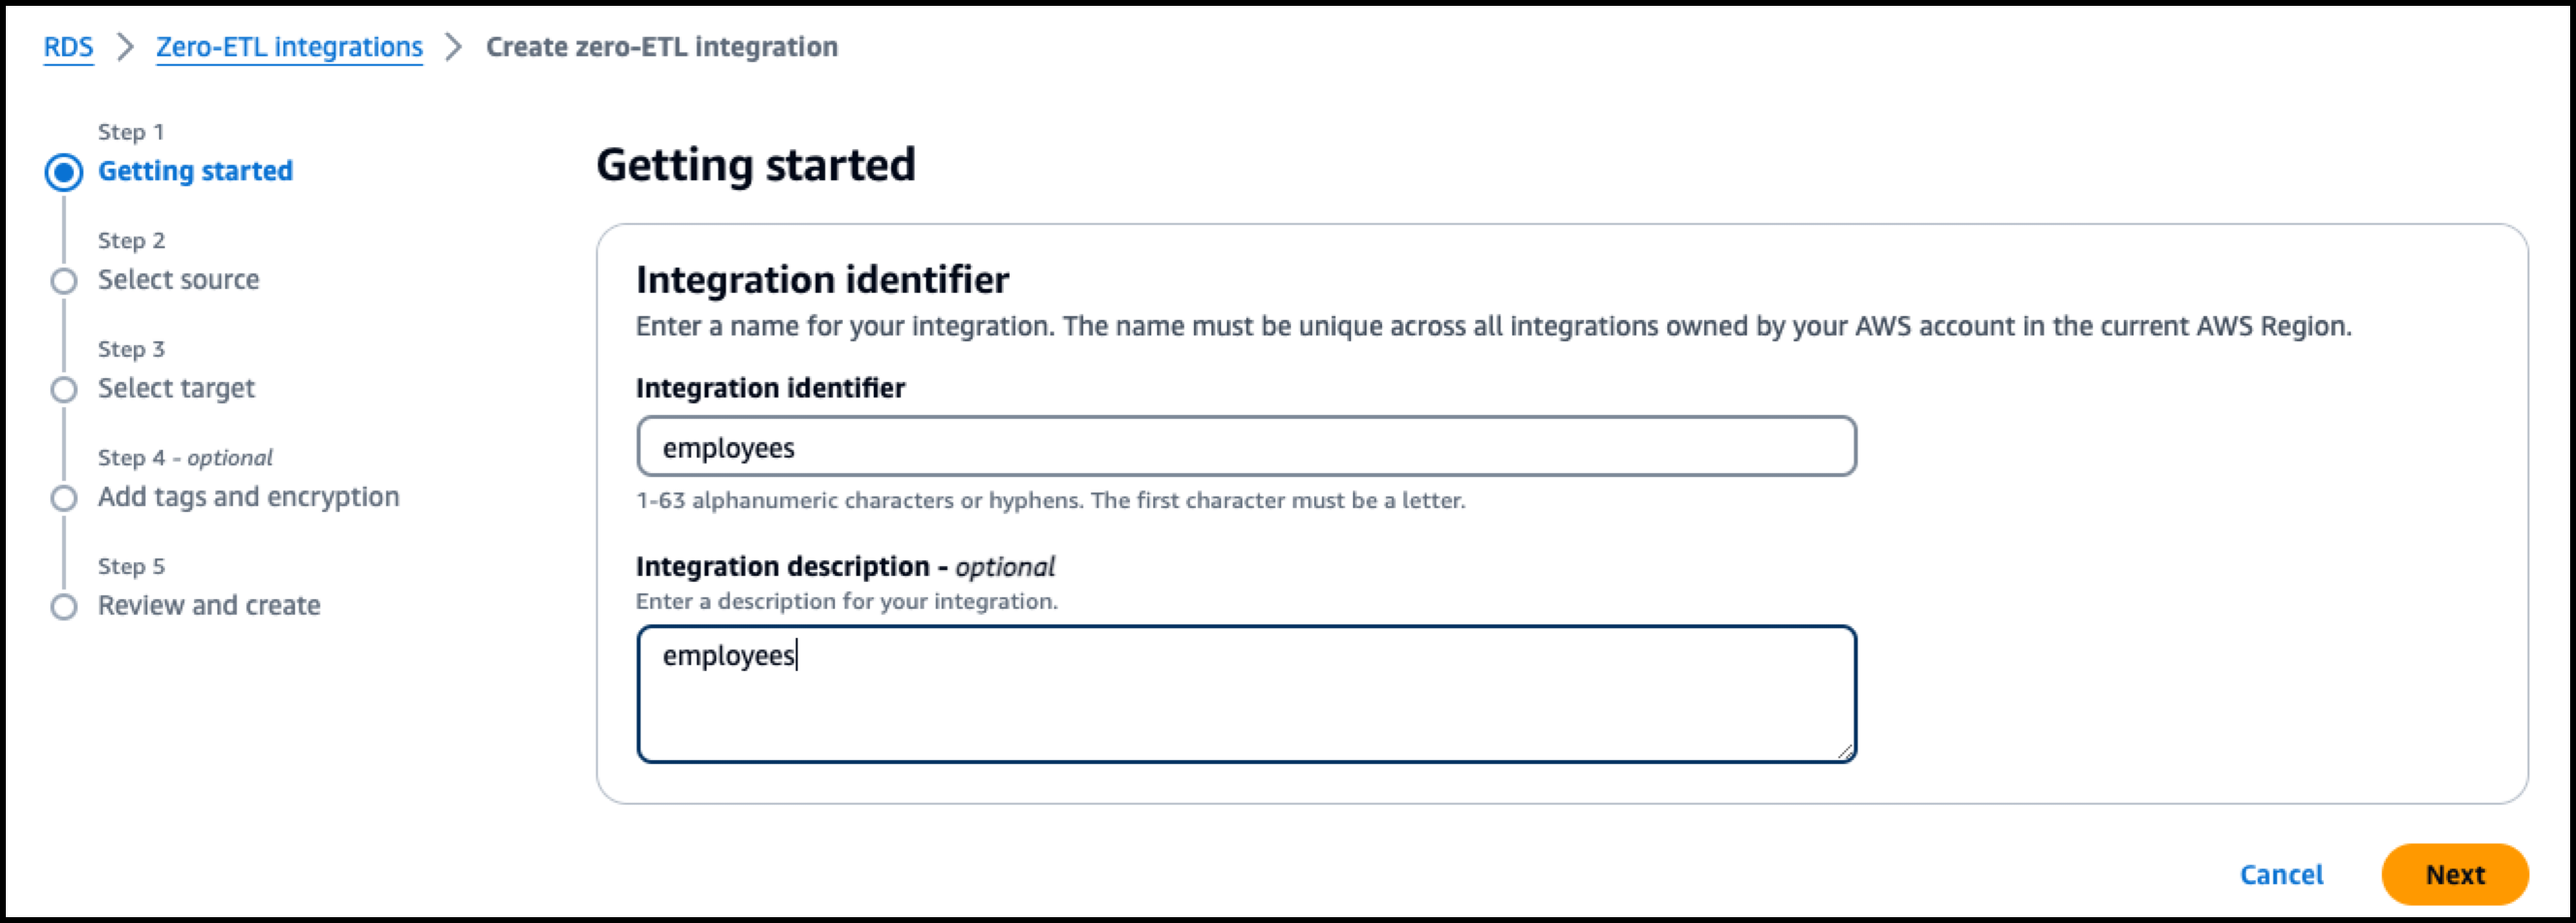 RDS > Zero-ETL integrations > Create zero-ETL integration
Step 1
Getting started
Step 2
Select source
Step 3
Select target
Step 4 - optional
Add tags and encryption
Step 5
Review and create
Getting started
Integration identifier
Enter a name for your integration. The name must be unique across all integrations owned by your AWS account in the current AWS Region.
Integration identifier
employees
1-63 alphanumeric characters or hyphens. The first character must be a letter.
Integration description - optional
Enter a description for your integration.
employees
Cancel
Next